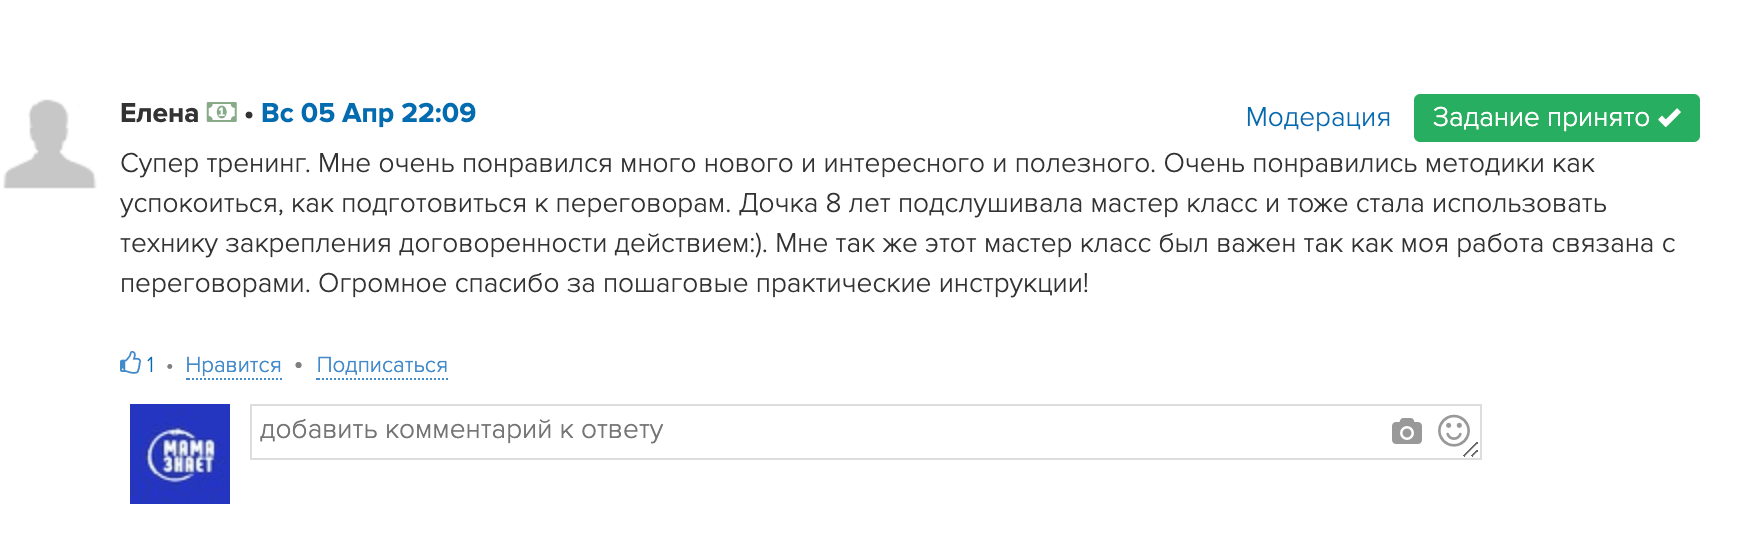 Елена 1 • Вс 05 Апр 22:09
Модерация Задание принято ✔
Супер тренинг. Мне очень понравился много нового и интересного и полезного. Очень понравились методики как
успокоиться, как подготовиться к переговорам. Дочка 8 лет подслушивала мастер класс и тоже стала использовать
технику закрепления договоренности действием:). Мне так же этот мастер класс был важен так как моя работа связана с
переговорами. Огромное спасибо за пошаговые практические инструкции!
1 • Нравится • Подписаться
МАМА
ЗНАЕТ
добавить комментарий к ответу